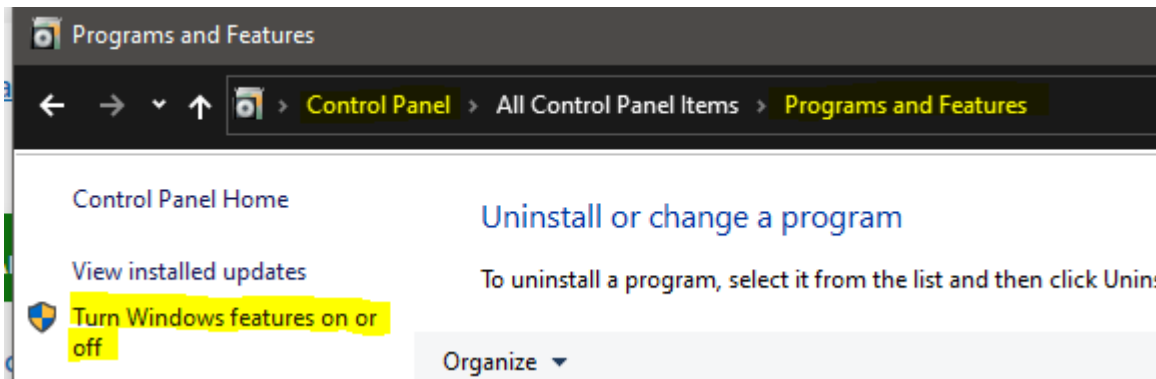 Programs and Features
Control Panel > All Control Panel Items > Programs and Features
Control Panel Home
Uninstall or change a program
View installed updates
To uninstall a program, select it from the list and then click
Turn Windows features on or
off
Organize